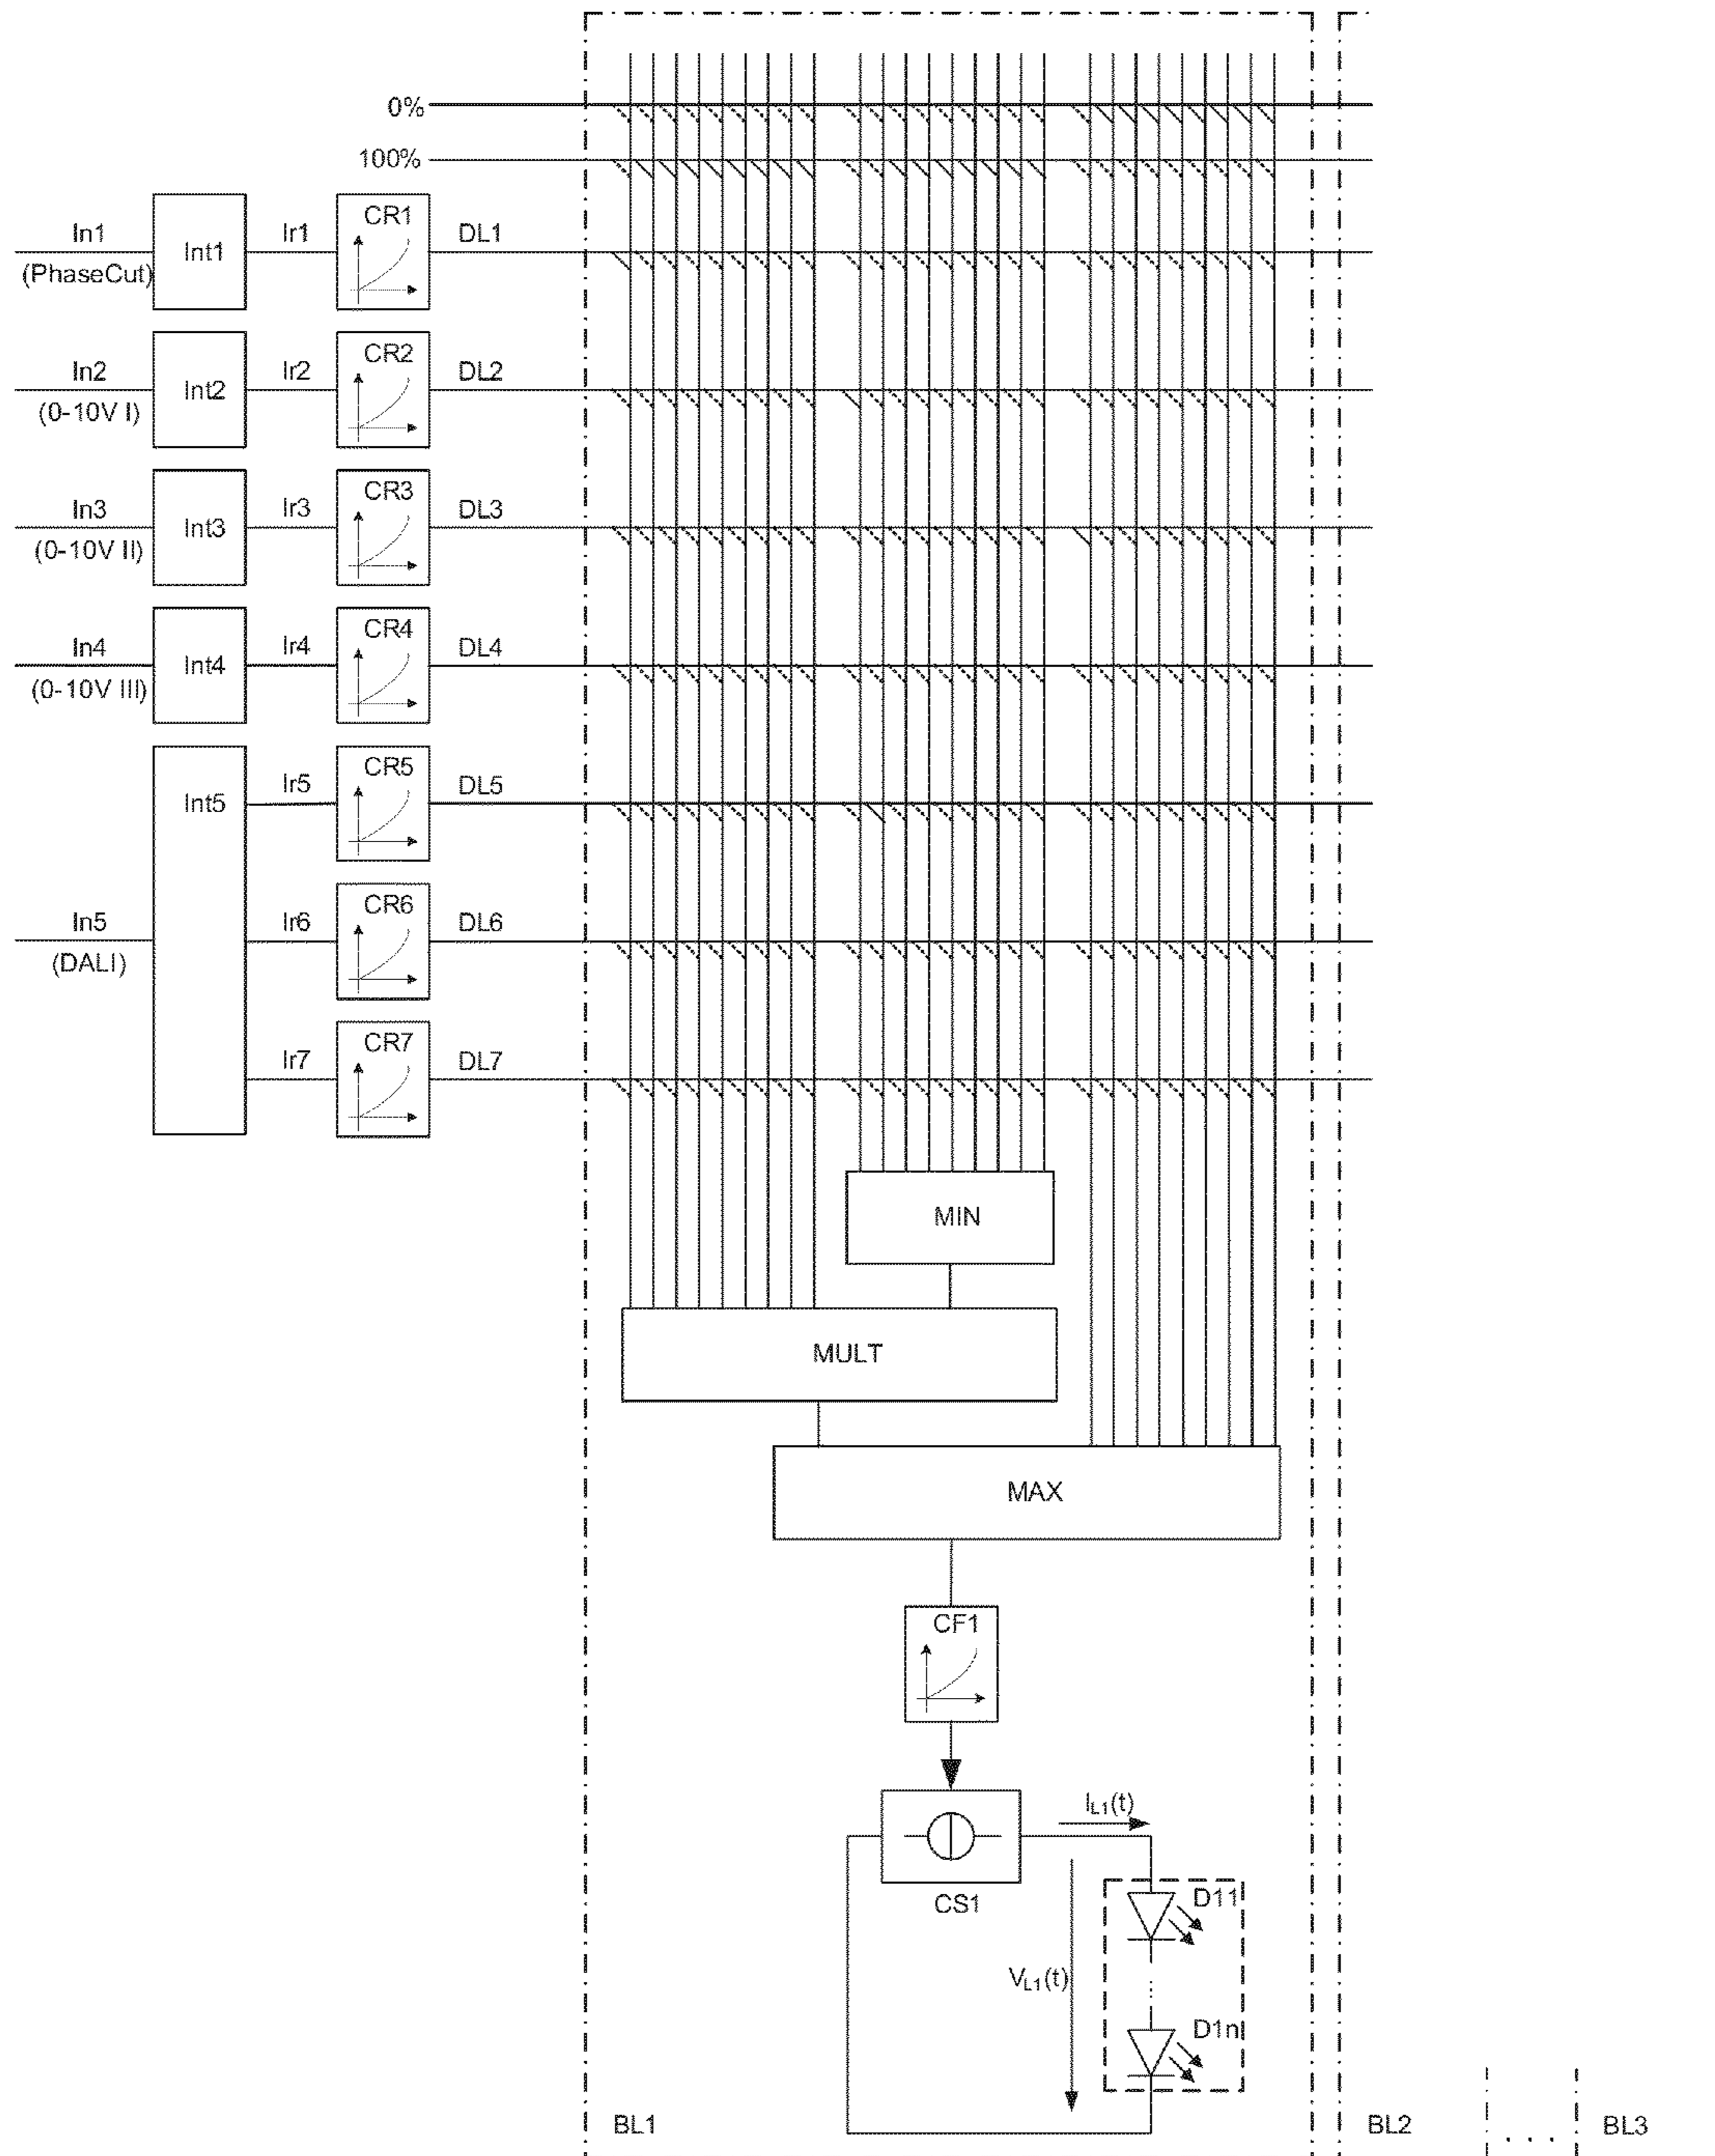 0%
100%
In1
(PhaseCut)
Int1
Ir1
CR1
DL1
In2
(0-10V I)
Int2
Ir2
CR2
DL2
In3
(0-10V II)
Int3
Ir3
CR3
DL3
In4
(0-10V III)
Int4
Ir4
CR4
DL4
Int5
Ir5
CR5
DL5
In5
(DALI)
Ir6
CR6
DL6
Ir7
CR7
DL7
MIN
MULT
MAX
CF1
CS1
IL1(t)
VL1(t)
D11
...
D1n
BL1
BL2
. . .
BL3